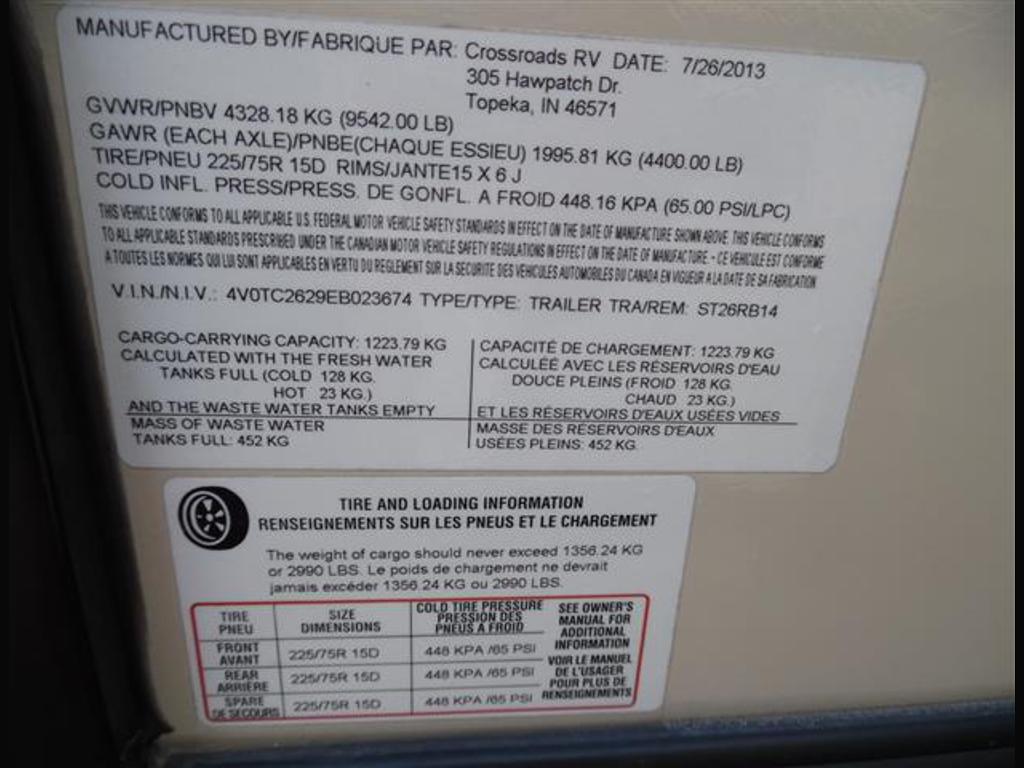 MANUFACTURED BY/FABRIQUE PAR: Crossroads RV DATE: 7/26/2013
305 Hawpatch Dr.
Topeka, IN 46571
GVWR/PNBV 4328.18 KG (9542.00 LB)
GAWR (EACH AXLE)/PNBE(CHAQUE ESSIEU) 1995.81 KG (4400.00 LB)
TIRE/PNEU 225/75R 15D RIMS/JANTE15 X 6 J
COLD INFL. PRESS/PRESS. DE GONFL. A FROID 448.16 KPA (65.00 PSI/LPC)
THIS VEHICLE CONFORMS TO ALL APPLICABLE U.S. FEDERAL MOTOR VEHICLE SAFETY STANDARDS IN EFFECT ON THE DATE OF MANUFACTURE SHOWN ABOVE. THIS VEHICLE CONFORMS
TO ALL APPLICABLE STANDARDS PRESCRIBED UNDER THE CANADIAN MOTOR VEHICLE SAFETY REGULATIONS IN EFFECT ON THE DATE OF MANUFACTURE. - CE VEHICULE EST CONFORME
A TOUTES LES NORMES QUI LUI SONT APPLICABLES EN VERTU DU REGLEMENT SUR LA SECURITE DES VEHICULES AUTOMOBILES DU CANADA EN VIGUEUR A LA DATE DE SA FABRICATION
V.I.N./N.I.V.: 4V0TC2629EB023674 TYPE/TYPE: TRAILER TRA/REM: ST26RB14
CARGO-CARRYING CAPACITY: 1223.79 KG
CALCULATED WITH THE FRESH WATER
TANKS FULL (COLD 128 KG.
HOT 23 KG.)
AND THE WASTE WATER TANKS EMPTY
MASS OF WASTE WATER
TANKS FULL: 452 KG
CAPACITÉ DE CHARGEMENT: 1223.79 KG
CALCULÉE AVEC LES RÉSERVOIRS D'EAU
DOUCE PLEINS (FROID 128 KG.
CHAUD 23 KG.)
ET LES RÉSERVOIRS D'EAUX USÉES VIDES
MASSE DES RÉSERVOIRS D'EAUX
USÉES PLEINS: 452 KG.
TIRE AND LOADING INFORMATION
RENSEIGNEMENTS SUR LES PNEUS ET LE CHARGEMENT
The weight of cargo should never exceed 1356.24 KG
or 2990 LBS. Le poids de chargement ne devrait
jamais excéder 1356.24 KG ou 2990 LBS.
TIRE
PNEU
SIZE
DIMENSIONS
COLD TIRE PRESSURE
PRESSION DES
PNEUS A FROID
FRONT
AVANT
225/75R 15D
448 KPA /65 PSI
REAR
ARRIÈRE
225/75R 15D
448 KPA /65 PSI
SPARE
DE SECOURS
225/75R 15D
448 KPA /65 PSI
SEE OWNER'S
MANUAL FOR
ADDITIONAL
INFORMATION
VOIR LE MANUEL
DE L'USAGER
POUR PLUS DE
RENSEIGNEMENTS